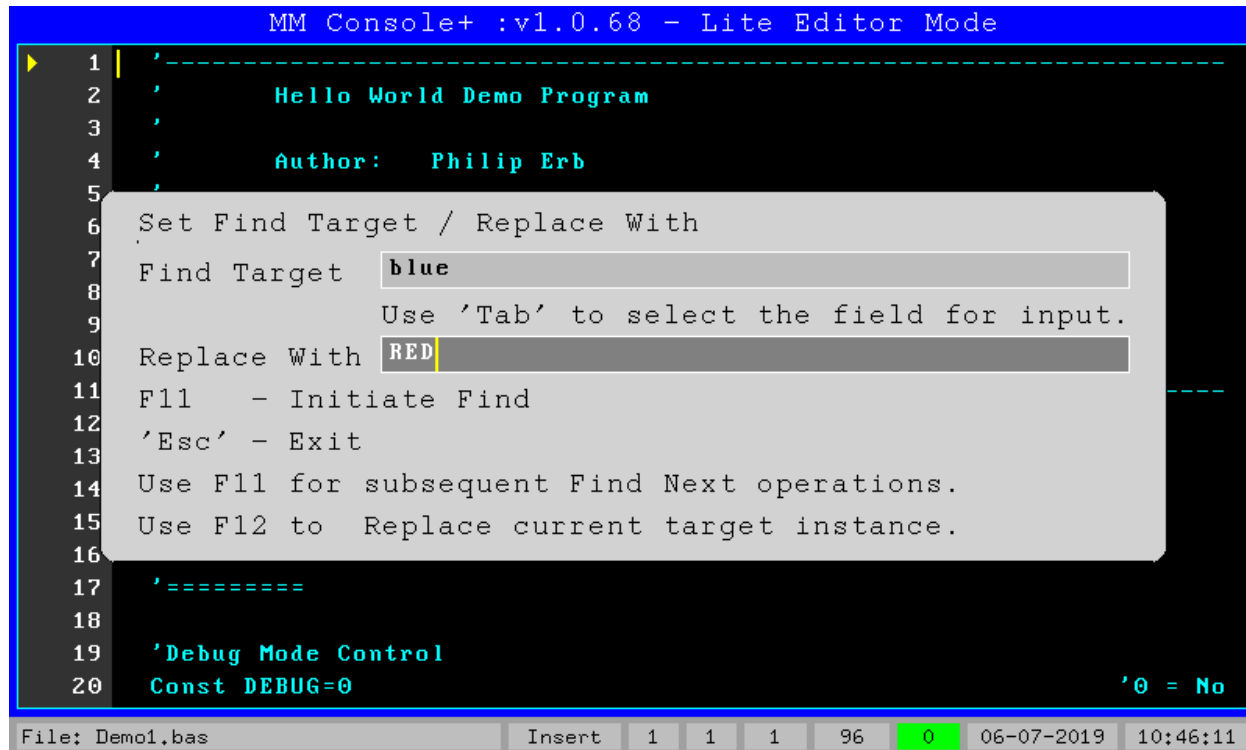 MM Console+ :v1.0.68 - Lite Editor Mode
1 '--------------------------------------------------------------------
2 ' Hello World Demo Program
3 '
4 ' Author: Philip Erb
5 '
6 Set Find Target / Replace With
7 Find Target blue
8
9 Use 'Tab' to select the field for input.
10 Replace With RED
11 F11 - Initiate Find ----
12
13 'Esc' - Exit
14 Use F11 for subsequent Find Next operations.
15 Use F12 to Replace current target instance.
16
17 '=========
18
19 'Debug Mode Control
20 Const DEBUG=0 '0 = No
File: Demo1.bas Insert 1 1 1 96 0 06-07-2019 10:46:11